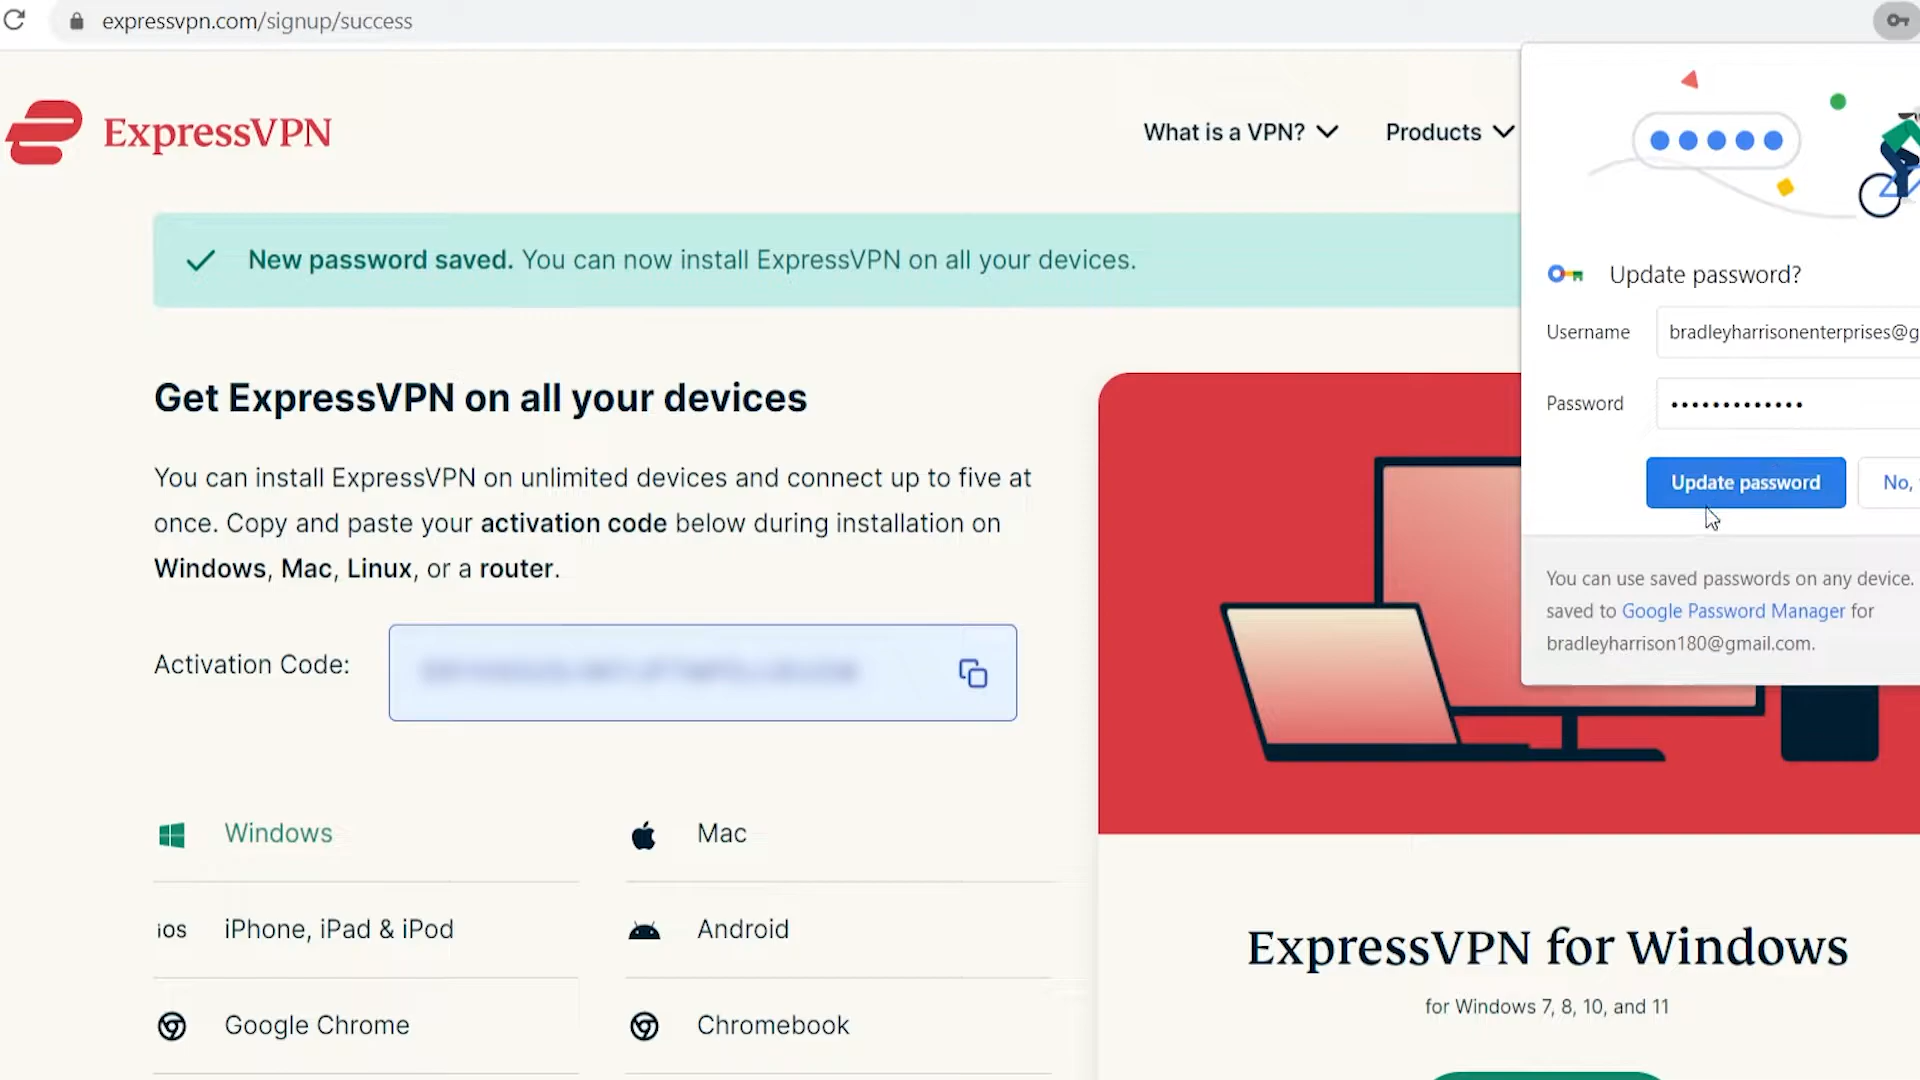 expressvpn.com/signup/success
ExpressVPN
What is a VPN?
Products
New password saved. You can now install ExpressVPN on all your devices.
Update password?
Username
bradleyharrisonenterprises@g
Password
Update password
No,
You can use saved passwords on any device.
saved to Google Password Manager for
bradleyharrison180@gmail.com.
Get ExpressVPN on all your devices
You can install ExpressVPN on unlimited devices and connect up to five at
once. Copy and paste your activation code below during installation on
Windows, Mac, Linux, or a router.
Activation Code:
Windows
Mac
iOS
iPhone, iPad & iPod
Android
Google Chrome
Chromebook
ExpressVPN for Windows
for Windows 7, 8, 10, and 11